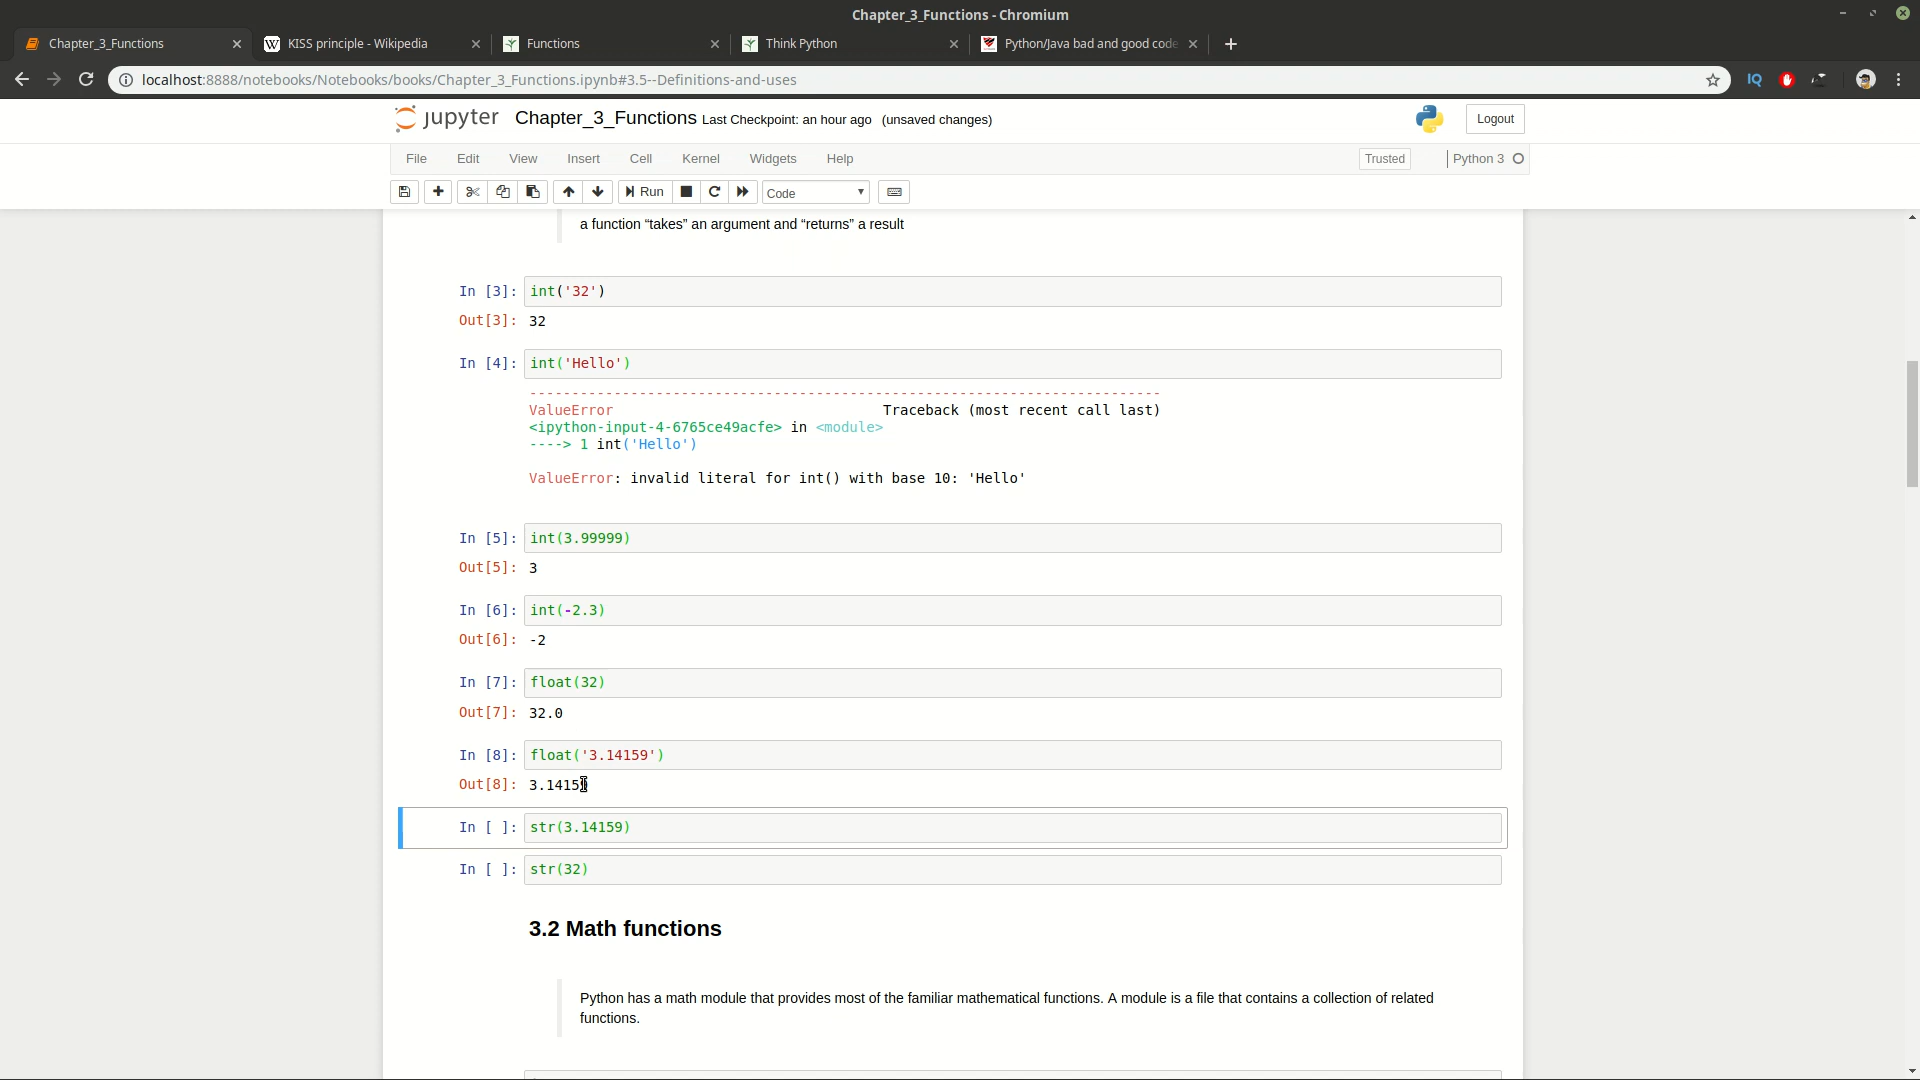 Chapter_3_Functions - Chromium
Chapter_3_Functions
KISS principle - Wikipedia
Functions
Think Python
Python/Java bad and good code
localhost:8888/notebooks/Notebooks/books/Chapter_3_Functions.ipynb#3.5--Definitions-and-uses
IQ
jupyter Chapter_3_Functions Last Checkpoint: an hour ago (unsaved changes)
Logout
File Edit View Insert Cell Kernel Widgets Help
Trusted
Python 3
Run
Code
a function “takes” an argument and “returns” a result
In [3]: int('32')
Out[3]: 32
In [4]: int('Hello')
---------------------------------------------------------------------------
ValueError Traceback (most recent call last)
<ipython-input-4-6765ce49acfe> in <module>
----> 1 int('Hello')
ValueError: invalid literal for int() with base 10: 'Hello'
In [5]: int(3.99999)
Out[5]: 3
In [6]: int(-2.3)
Out[6]: -2
In [7]: float(32)
Out[7]: 32.0
In [8]: float('3.14159')
Out[8]: 3.14159
In [ ]: str(3.14159)
In [ ]: str(32)
3.2 Math functions
Python has a math module that provides most of the familiar mathematical functions. A module is a file that contains a collection of related
functions.